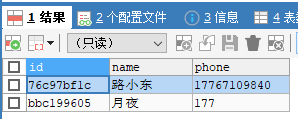 1 结果 2 个配置文件 3 信息 4 表
（只读）
id name phone
76c97bf1c 路小东 17767109840
bbc199605 月夜 177